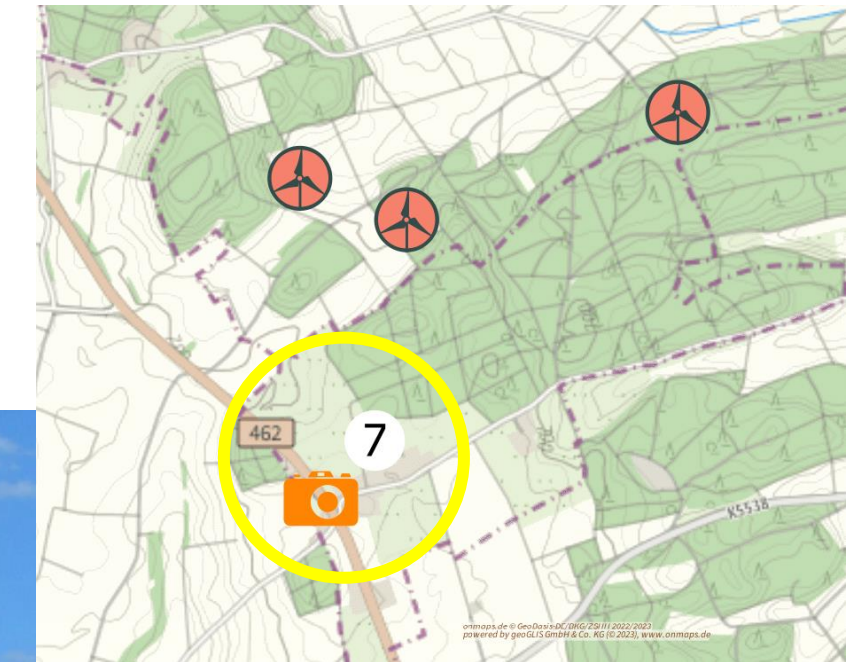 462
7
K5538
onmaps.de © GeoBasis-DE/BKG/ZSHH 2022/2023
powered by geoGLIS GmbH & Co. KG (© 2023), www.onmaps.de